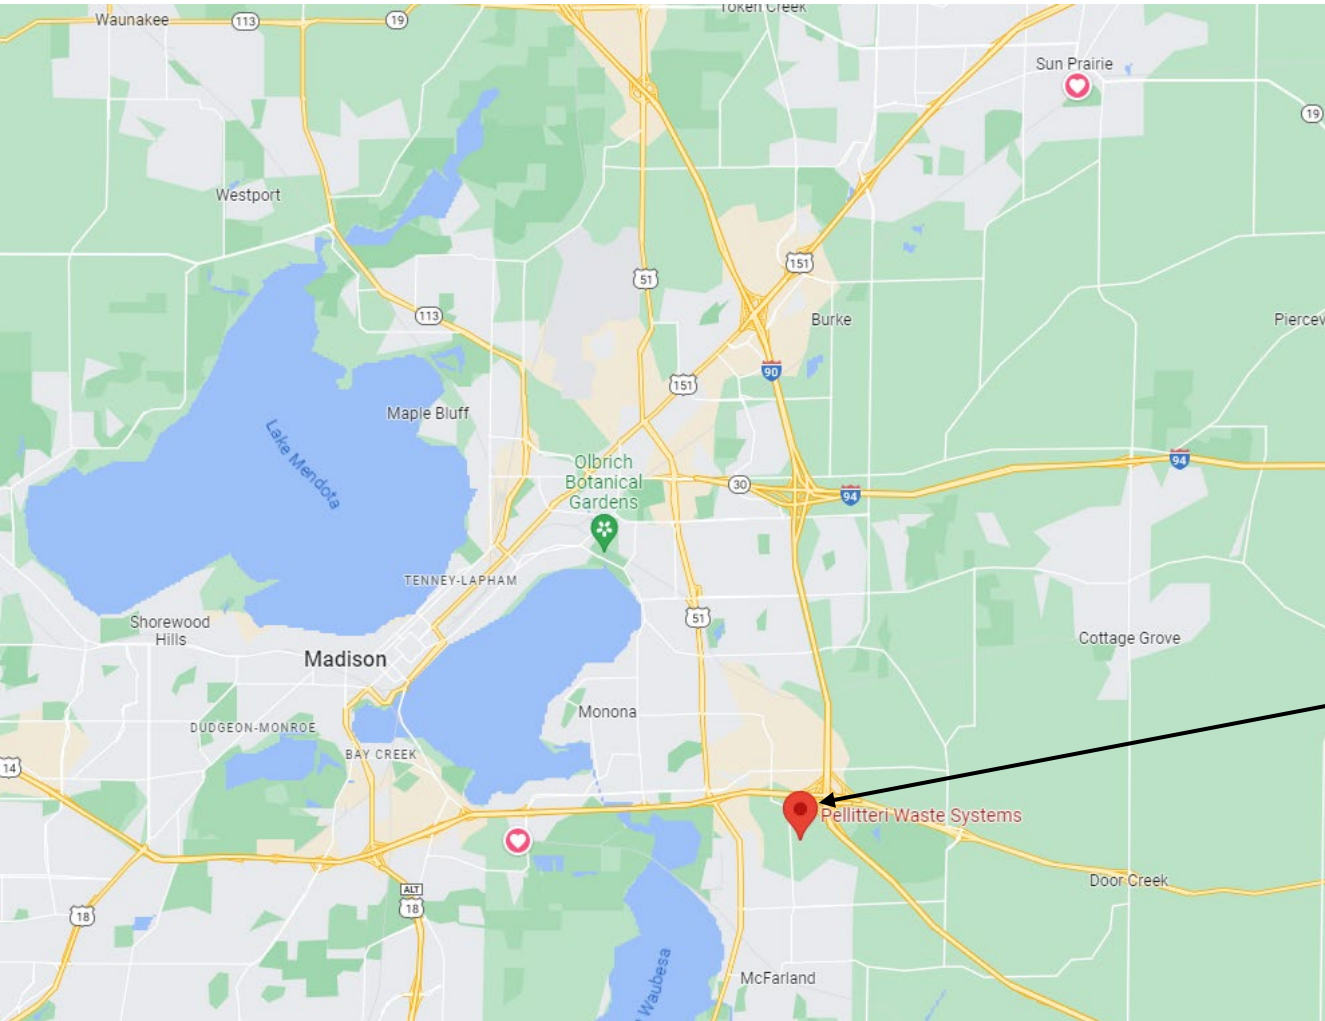 Token Creek
Waunakee
113
19
Sun Prairie
19
Westport
151
51
113
Burke
Piercev
90
151
Maple Bluff
Lake Mendota
94
Olbrich
Botanical
Gardens
30
94
TENNEY-LAPHAM
51
Shorewood
Hills
Cottage Grove
Madison
Monona
DUDGEON-MONROE
BAY CREEK
14
Pellitteri Waste Systems
Door Creek
ALT
18
18
McFarland
Waubesa